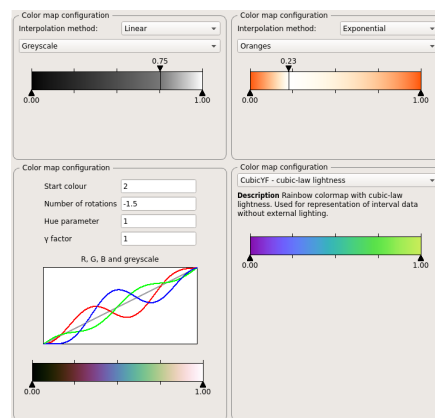 Color map configuration
Interpolation method: Linear
Greyscale
0.75
0.00 1.00
Color map configuration
Interpolation method: Exponential
Oranges
0.23
0.00 1.00
Color map configuration
Start colour 2
Number of rotations -1.5
Hue parameter 1
γ factor 1
R, G, B and greyscale
0.00 1.00
Color map configuration
CubicYF - cubic-law lightness
Description Rainbow colormap with cubic-law
lightness. Used for representation of interval data
without external lighting.
0.00 1.00